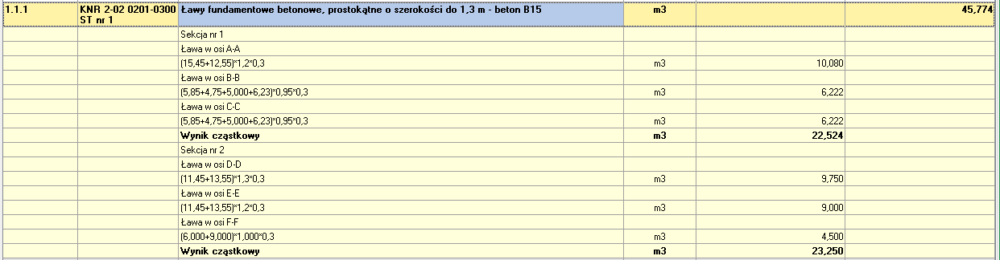 1.1.1 KNR 2-02 0201-0300 Ławy fundamentowe betonowe, prostokątne o szerokości do 1,3 m - beton B15 m3 45,774
ST nr 1
Sekcja nr 1
Ława w osi A-A
(15,45+12,55)*1,2*0,3 m3 10,080
Ława w osi B-B
(5,85+4,75+5,000+6,23)*0,95*0,3 m3 6,222
Ława w osi C-C
(5,85+4,75+5,000+6,23)*0,95*0,3 m3 6,222
Wynik cząstkowy m3 22,524
Sekcja nr 2
Ława w osi D-D
(11,45+13,55)*1,3*0,3 m3 9,750
Ława w osi E-E
(11,45+13,55)*1,2*0,3 m3 9,000
Ława w osi F-F
(6,000+9,000)*1,000*0,3 m3 4,500
Wynik cząstkowy m3 23,250